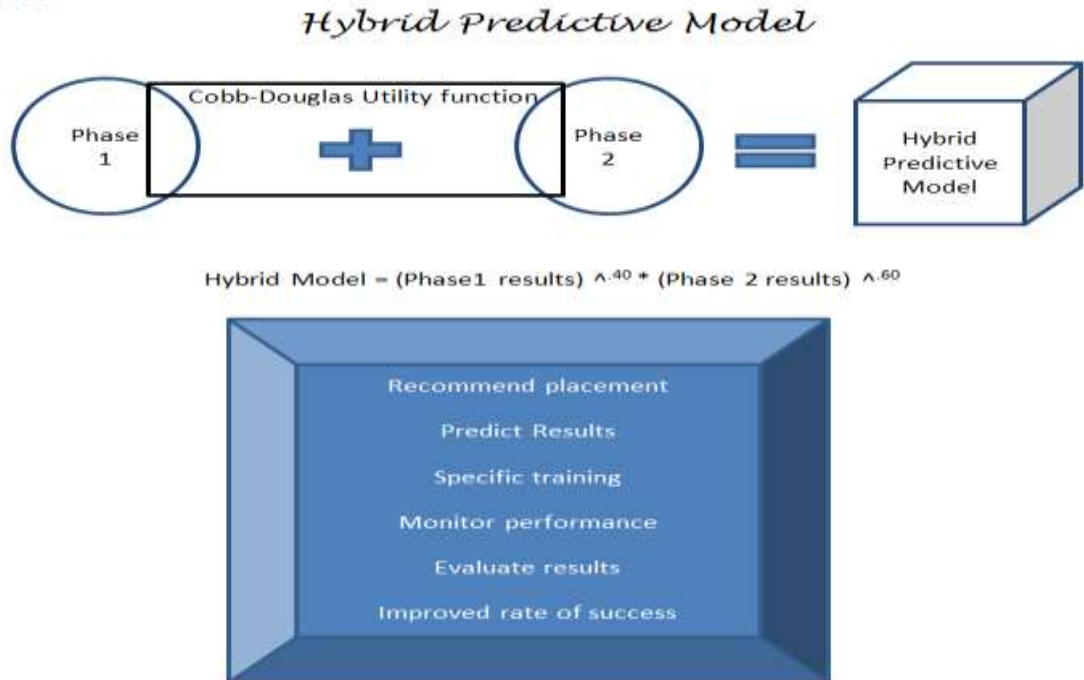 Hybrid Predictive Model
Cobb-Douglas Utility function
Phase
1
Phase
2
Hybrid
Predictive
Model
Hybrid Model = (Phase1 results) ^.40 * (Phase 2 results) ^.60
Recommend placement
Predict Results
Specific training
Monitor performance
Evaluate results
Improved rate of success